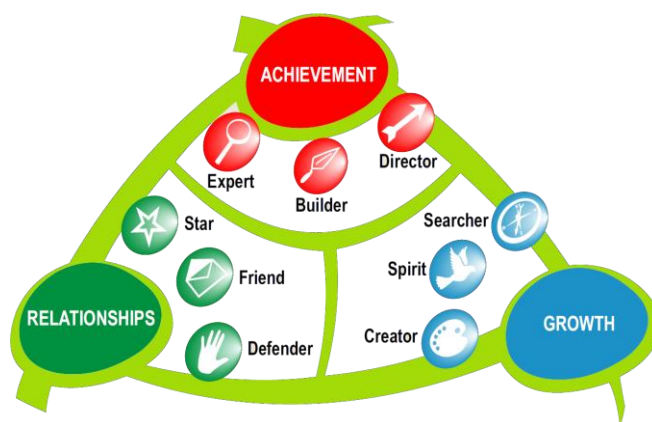 ACHIEVEMENT
Director
Expert
Builder
Star
Searcher
Friend
Spirit
RELATIONSHIPS
GROWTH
Defender
Creator